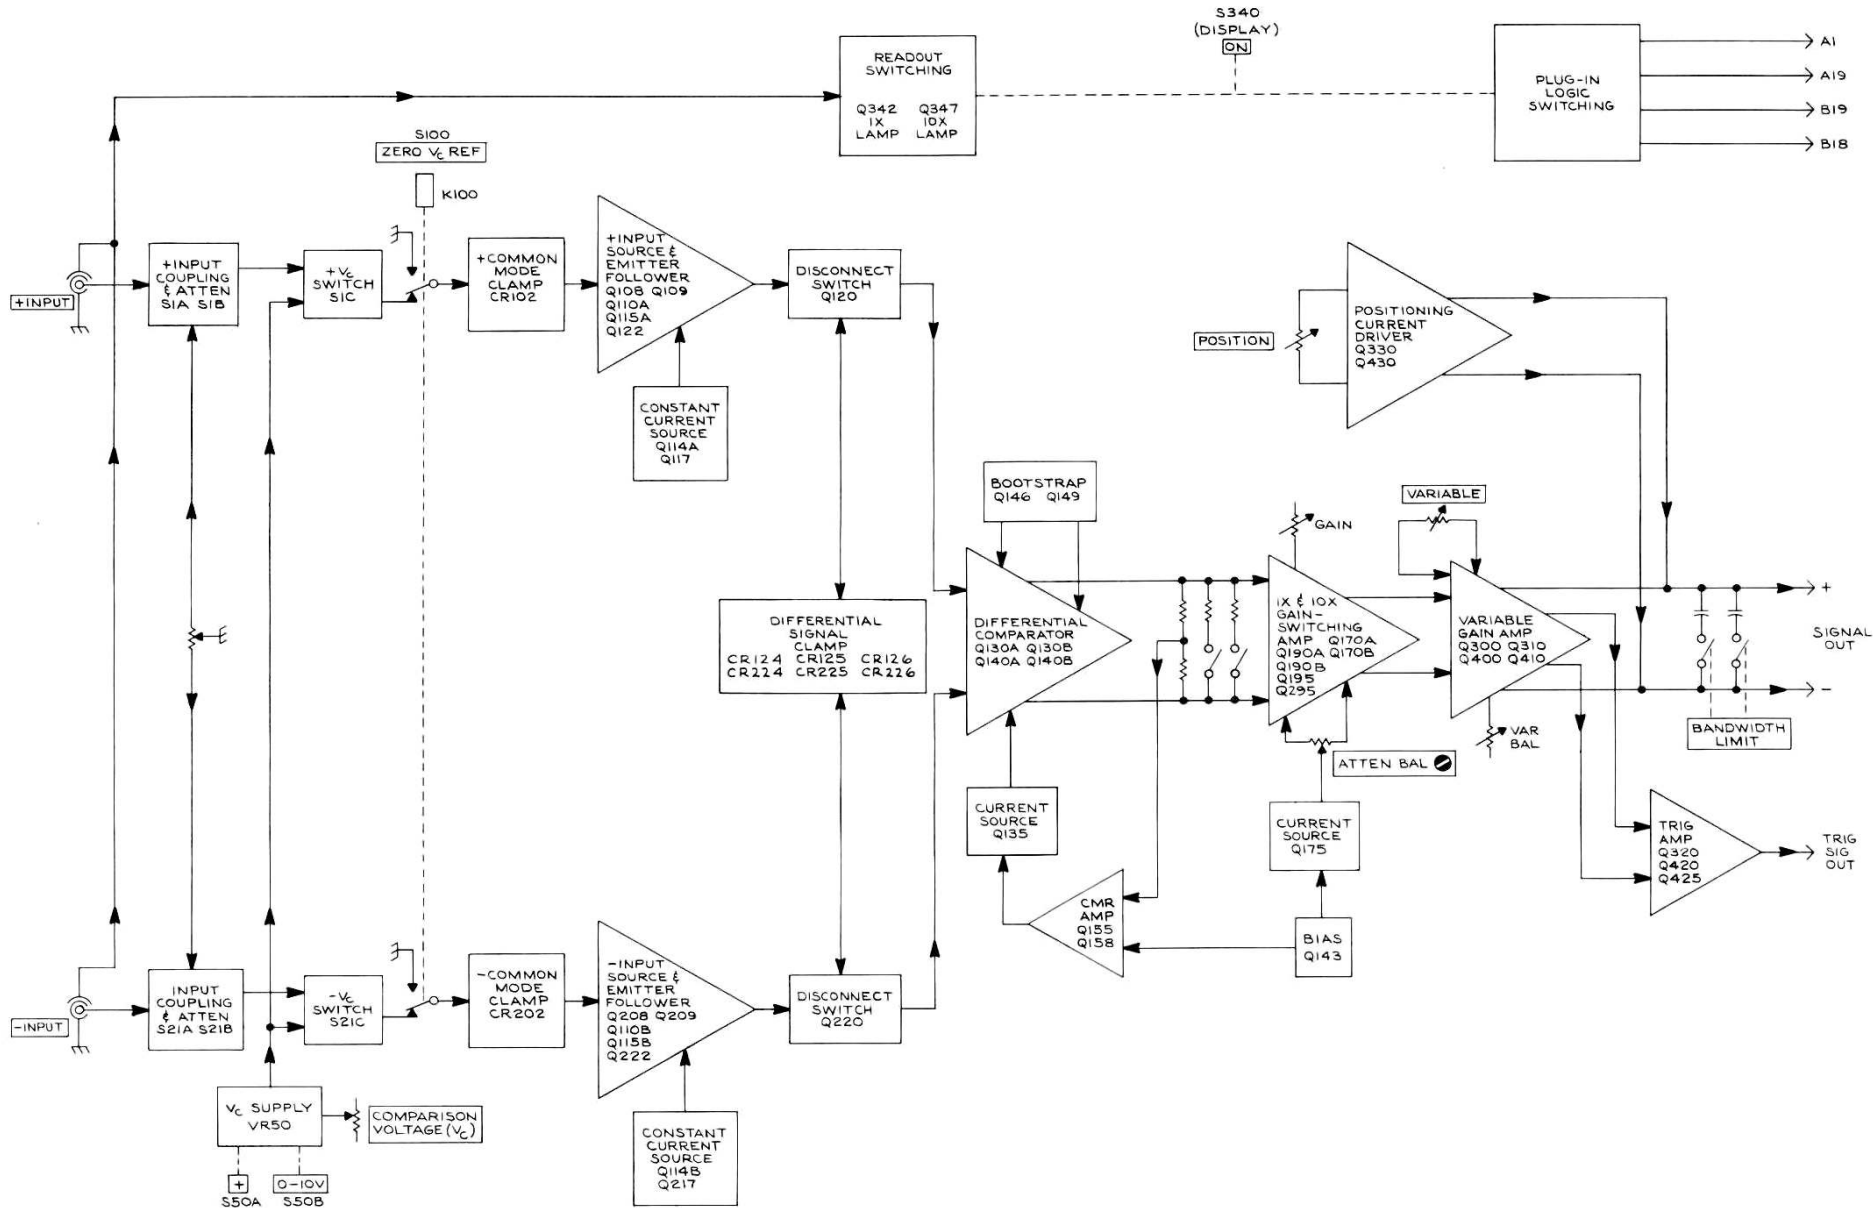 S340
(DISPLAY)
ON
READOUT
SWITCHING
Q342 Q347
1X 10X
LAMP LAMP
PLUG-IN
LOGIC
SWITCHING
A1
A19
B19
B18
S100
ZERO VC REF
K100
+INPUT
+INPUT
COUPLING
& ATTEN
S1A S1B
+VC
SWITCH
S1C
+COMMON
MODE
CLAMP
CR102
+INPUT
SOURCE &
EMITTER
FOLLOWER
Q108 Q109
Q110A
Q115A
Q122
DISCONNECT
SWITCH
Q120
CONSTANT
CURRENT
SOURCE
Q114A
Q117
POSITION
POSITIONING
CURRENT
DRIVER
Q330
Q430
BOOTSTRAP
Q146 Q149
GAIN
VARIABLE
DIFFERENTIAL
SIGNAL
CLAMP
CR124 CR125 CR126
CR224 CR225 CR226
DIFFERENTIAL
COMPARATOR
Q130A Q130B
Q140A Q140B
1X & 10X
GAIN-
SWITCHING
AMP Q170A
Q190A Q170B
Q190B
Q195
Q295
VARIABLE
GAIN AMP
Q300 Q310
Q400 Q410
+
SIGNAL
OUT
-
VAR
BAL
BANDWIDTH
LIMIT
ATTEN BAL
CURRENT
SOURCE
Q135
CURRENT
SOURCE
Q175
TRIG
AMP
Q320
Q420
Q425
TRIG
SIG
OUT
CMR
AMP
Q155
Q158
BIAS
Q143
-INPUT
INPUT
COUPLING
& ATTEN
S21A S21B
-VC
SWITCH
S21C
-COMMON
MODE
CLAMP
CR202
-INPUT
SOURCE &
EMITTER
FOLLOWER
Q208 Q209
Q110B
Q115B
Q222
DISCONNECT
SWITCH
Q220
VC SUPPLY
VR50
COMPARISON
VOLTAGE (VC)
+
S50A
0-10V
S50B
CONSTANT
CURRENT
SOURCE
Q114B
Q217